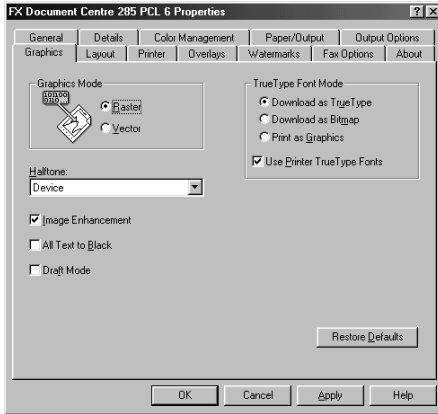 FX Document Centre 285 PCL 6 Properties
General Details Color Management Paper/Output Output Options
Graphics Layout Printer Overlays Watermarks Fax Options About
Graphics Mode
101100
0110
Raster
Vector
Halftone:
Device
Image Enhancement
All Text to Black
Draft Mode
TrueType Font Mode
Download as TrueType
Download as Bitmap
Print as Graphics
Use Printer TrueType Fonts
Restore Defaults
OK Cancel Apply Help